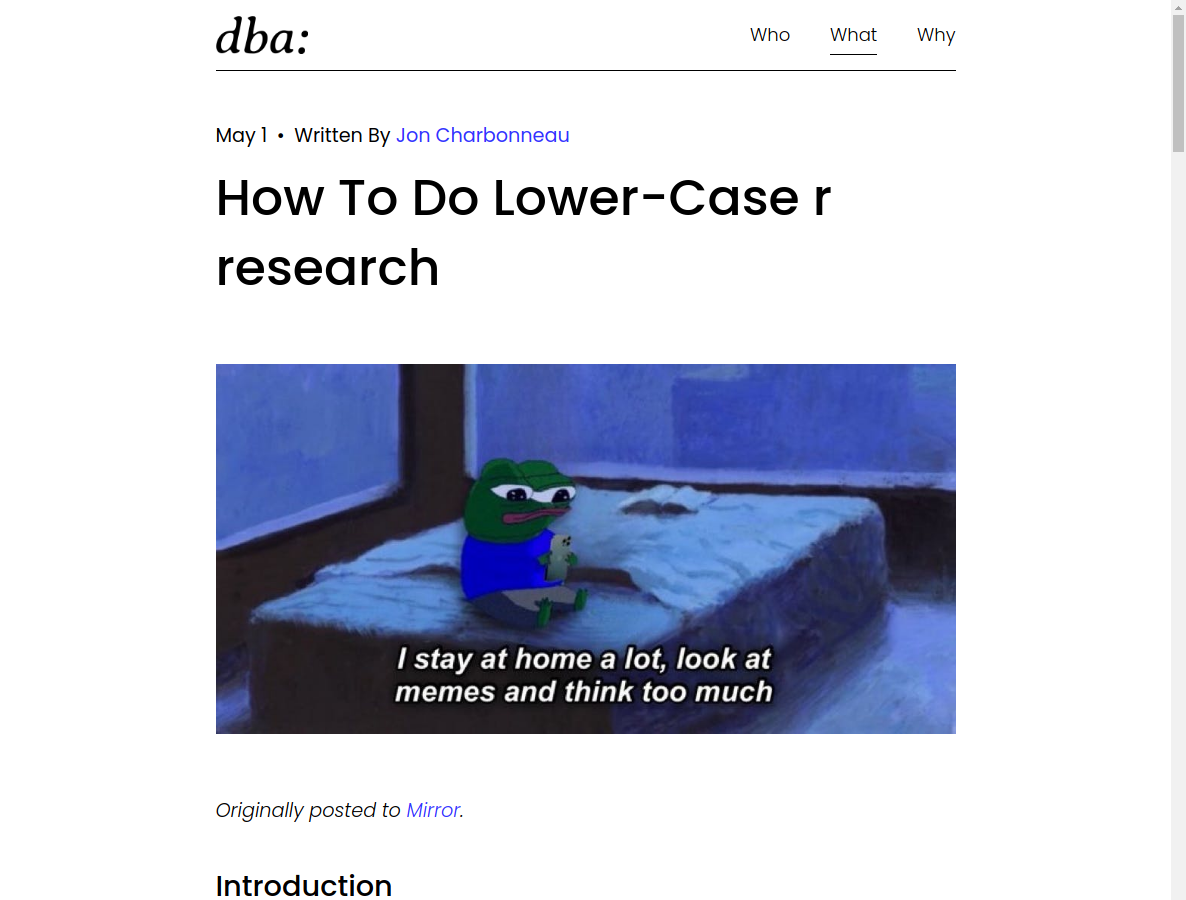 dba:
Who What Why
May 1 • Written By Jon Charbonneau
How To Do Lower-Case r
research
I stay at home a lot, look at
memes and think too much
Originally posted to Mirror.
Introduction